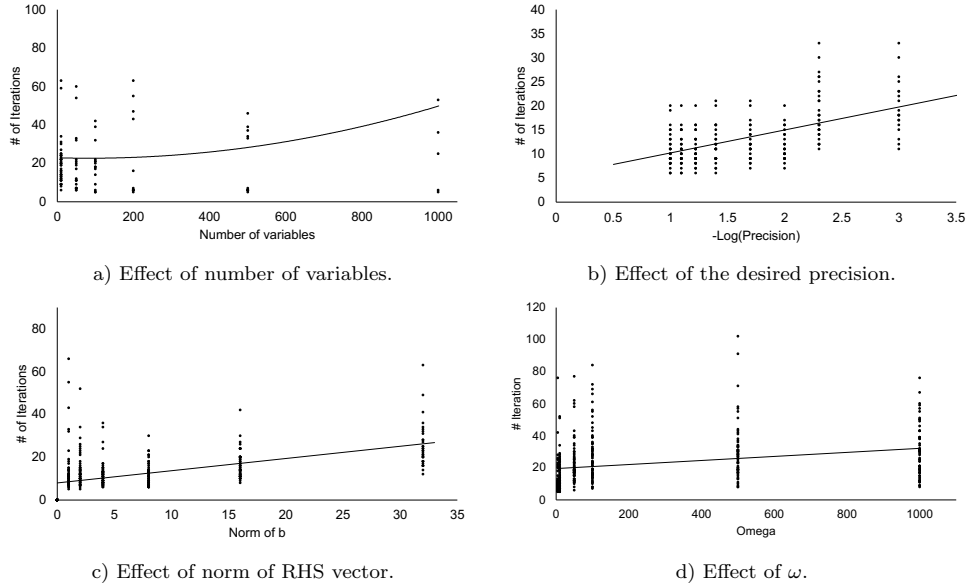 100
80
60
40
20
0
0 200 400 600 800 1000
# of Iterations
Number of variables
a) Effect of number of variables.
40
35
30
25
20
15
10
5
0
0 0.5 1 1.5 2 2.5 3 3.5
# of Iterations
-Log(Precision)
b) Effect of the desired precision.
80
60
40
20
0
0 5 10 15 20 25 30 35
# of Iterations
Norm of b
c) Effect of norm of RHS vector.
120
100
80
60
40
20
0
0 200 400 600 800 1000
# Iteration
Omega
d) Effect of ω.